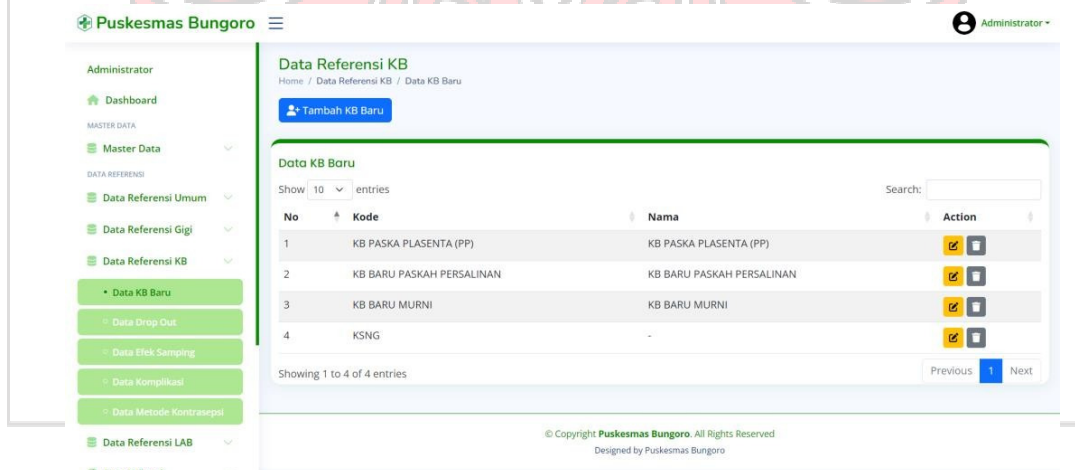 Puskesmas Bungoro
Administrator
Administrator
Dashboard
MASTER DATA
Master Data
DATA REFERENSI
Data Referensi Umum
Data Referensi Gigi
Data Referensi KB
• Data KB Baru
Data Drop Out
Data Efek Samping
Data Komplikasi
Data Metode Kontrasepsi
Data Referensi LAB
Data Referensi KB
Home / Data Referensi KB / Data KB Baru
Tambah KB Baru
Data KB Baru
Show 10 entries Search:
No Kode Nama Action
1 KB PASKA PLASENTA (PP) KB PASKA PLASENTA (PP)
2 KB BARU PASKAH PERSALINAN KB BARU PASKAH PERSALINAN
3 KB BARU MURNI KB BARU MURNI
4 KSNG -
Showing 1 to 4 of 4 entries Previous 1 Next
© Copyright Puskesmas Bungoro. All Rights Reserved
Designed by Puskesmas Bungoro